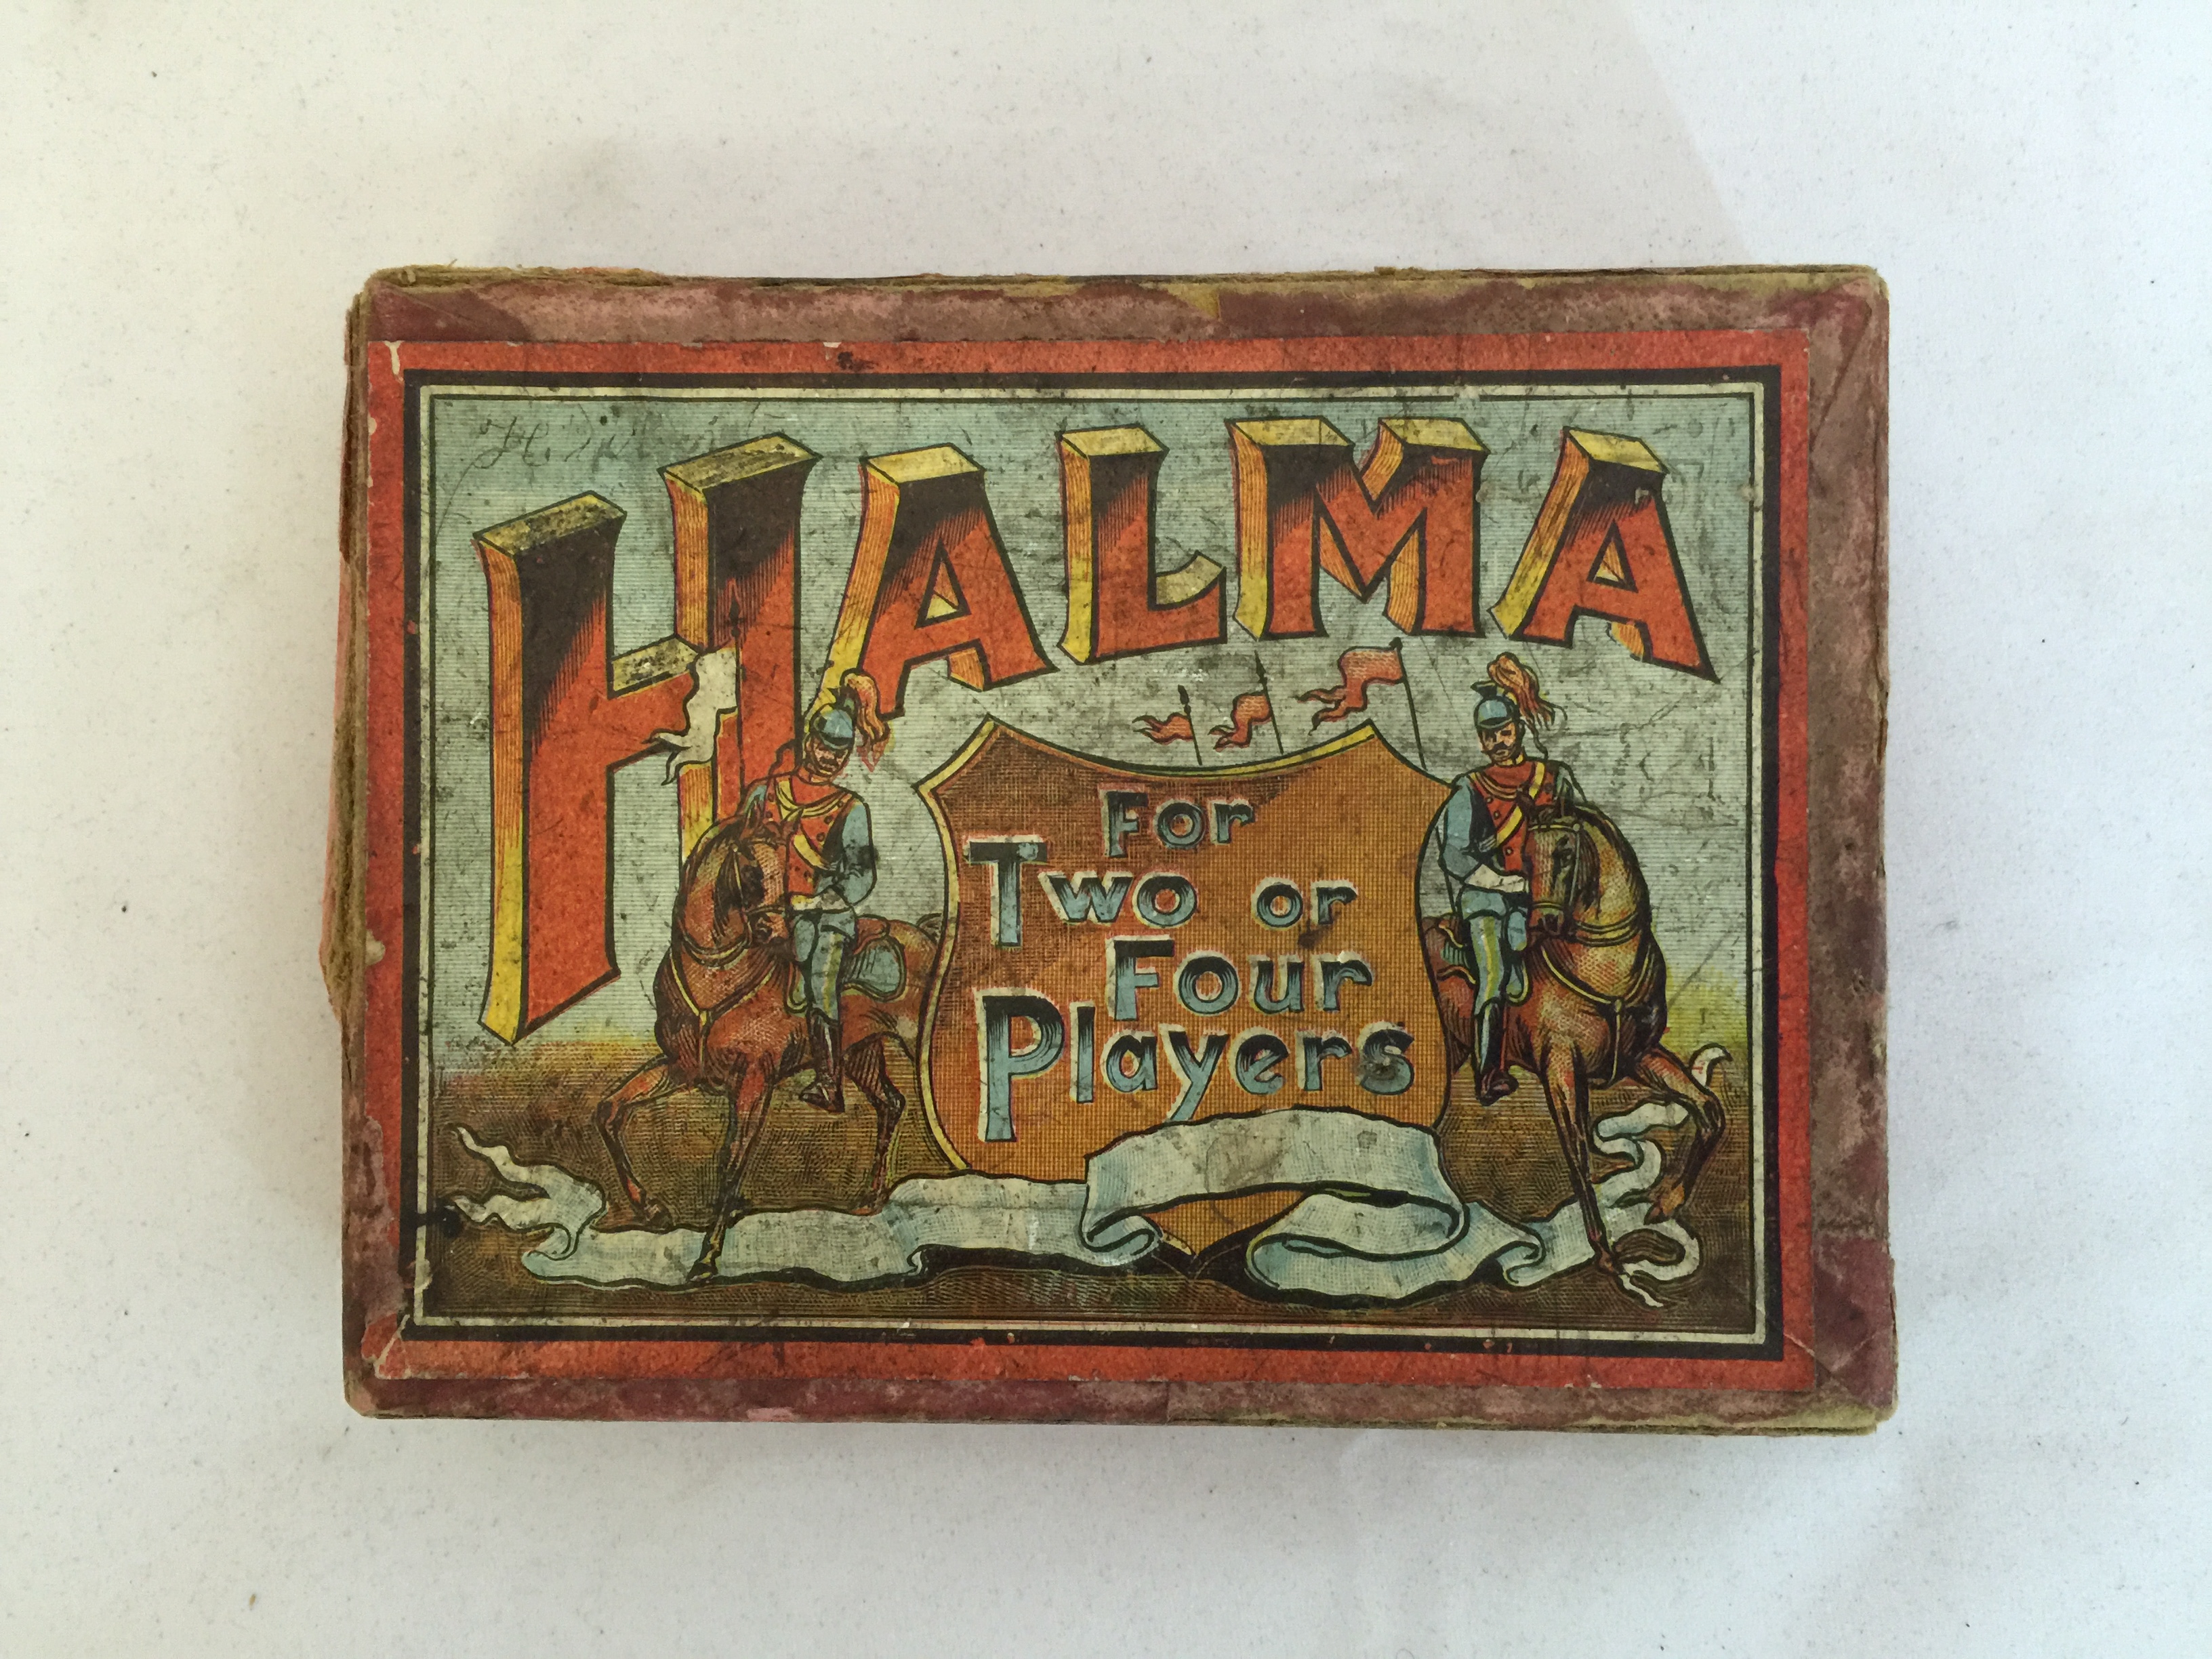 HALMA
For
Two or
Four
Players